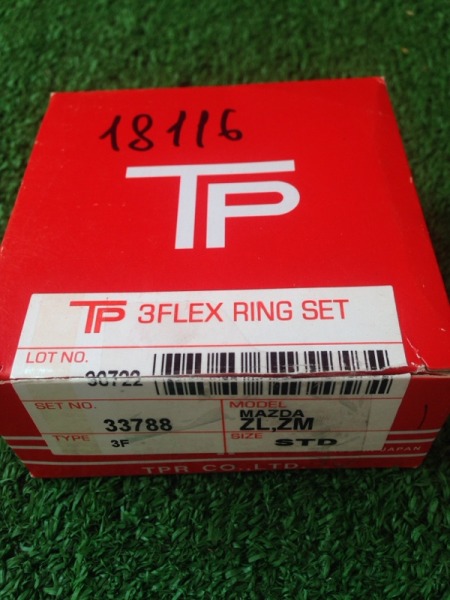 18116
TP
TP 3FLEX RING SET
LOT NO.
30722
SET NO. 33788
MODEL MAZDA ZL,ZM
TYPE 3F
SIZE STD
JAPAN
TPR CO.,LTD.